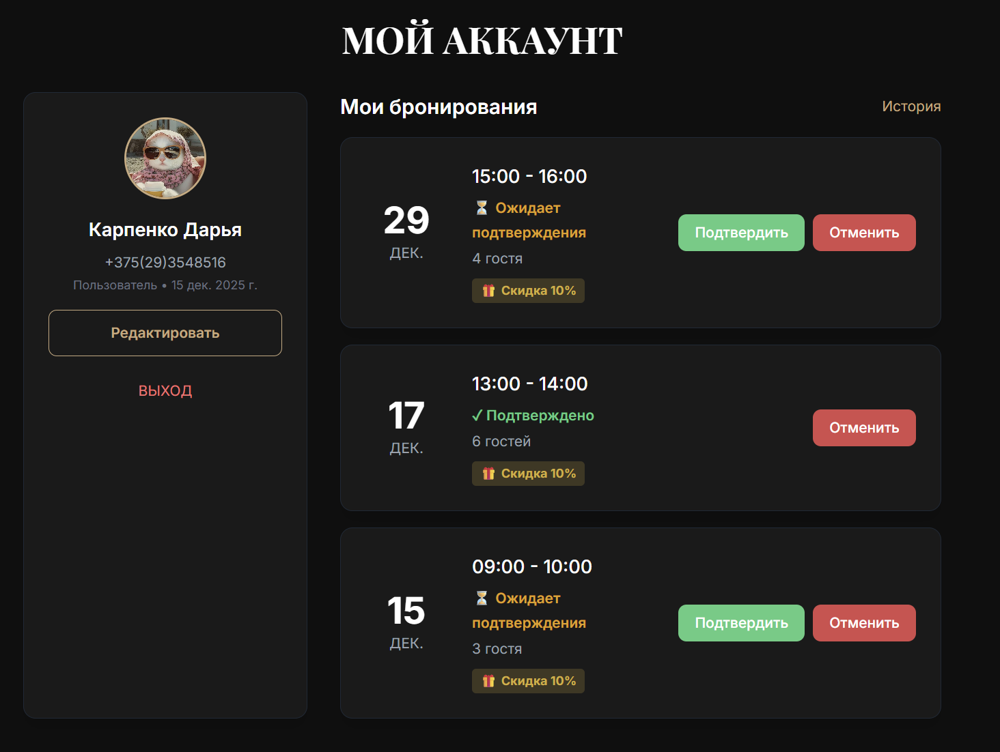 МОЙ АККАУНТ
Карпенко Дарья
+375(29)3548516
Пользователь • 15 дек. 2025 г.
Редактировать
ВЫХОД
Мои бронирования
История
29
ДЕК.
15:00 - 16:00
⏳ Ожидает
подтверждения
4 гостя
🎁 Скидка 10%
Подтвердить
Отменить
17
ДЕК.
13:00 - 14:00
✓ Подтверждено
6 гостей
🎁 Скидка 10%
Отменить
15
ДЕК.
09:00 - 10:00
⏳ Ожидает
подтверждения
3 гостя
🎁 Скидка 10%
Подтвердить
Отменить